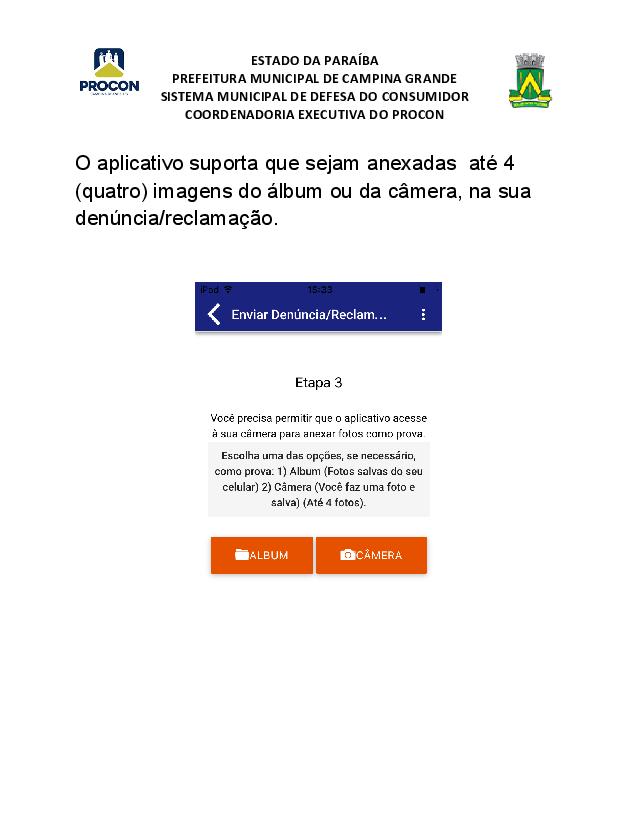 ESTADO DA PARAÍBA
PREFEITURA MUNICIPAL DE CAMPINA GRANDE
SISTEMA MUNICIPAL DE DEFESA DO CONSUMIDOR
COORDENADORIA EXECUTIVA DO PROCON
PROCON
O aplicativo suporta que sejam anexadas até 4
(quatro) imagens do álbum ou da câmera, na sua
denúncia/reclamação.
iPod 15:33
Enviar Denúncia/Reclam...
Etapa 3
Você precisa permitir que o aplicativo acesse
à sua câmera para anexar fotos como prova.
Escolha uma das opções, se necessário,
como prova: 1) Album (Fotos salvas do seu
celular) 2) Câmera (Você faz uma foto e
salva) (Até 4 fotos).
ALBUM CÂMERA